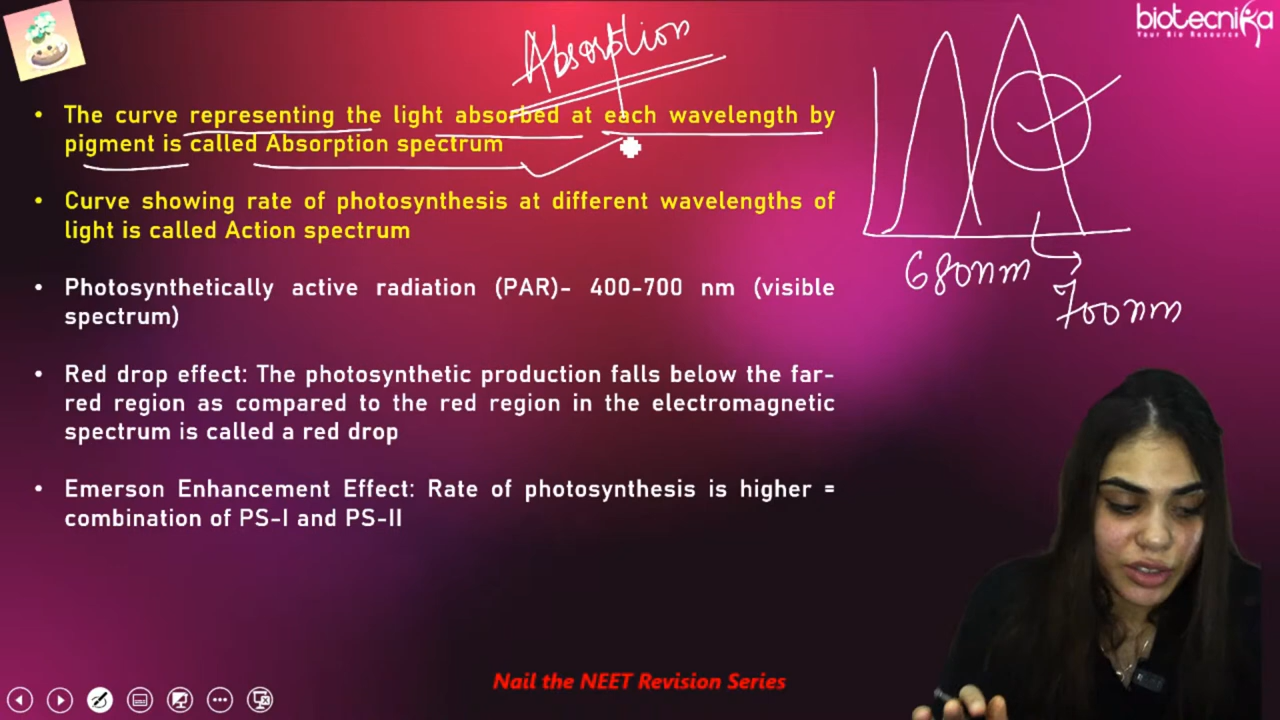 biotecnika
Your Bio Resource
Absorption
• The curve representing the light absorbed at each wavelength by
pigment is called Absorption spectrum
• Curve showing rate of photosynthesis at different wavelengths of
light is called Action spectrum
680nm
700nm
• Photosynthetically active radiation (PAR)- 400-700 nm (visible
spectrum)
• Red drop effect: The photosynthetic production falls below the far-
red region as compared to the red region in the electromagnetic
spectrum is called a red drop
• Emerson Enhancement Effect: Rate of photosynthesis is higher =
combination of PS-I and PS-II
Nail the NEET Revision Series